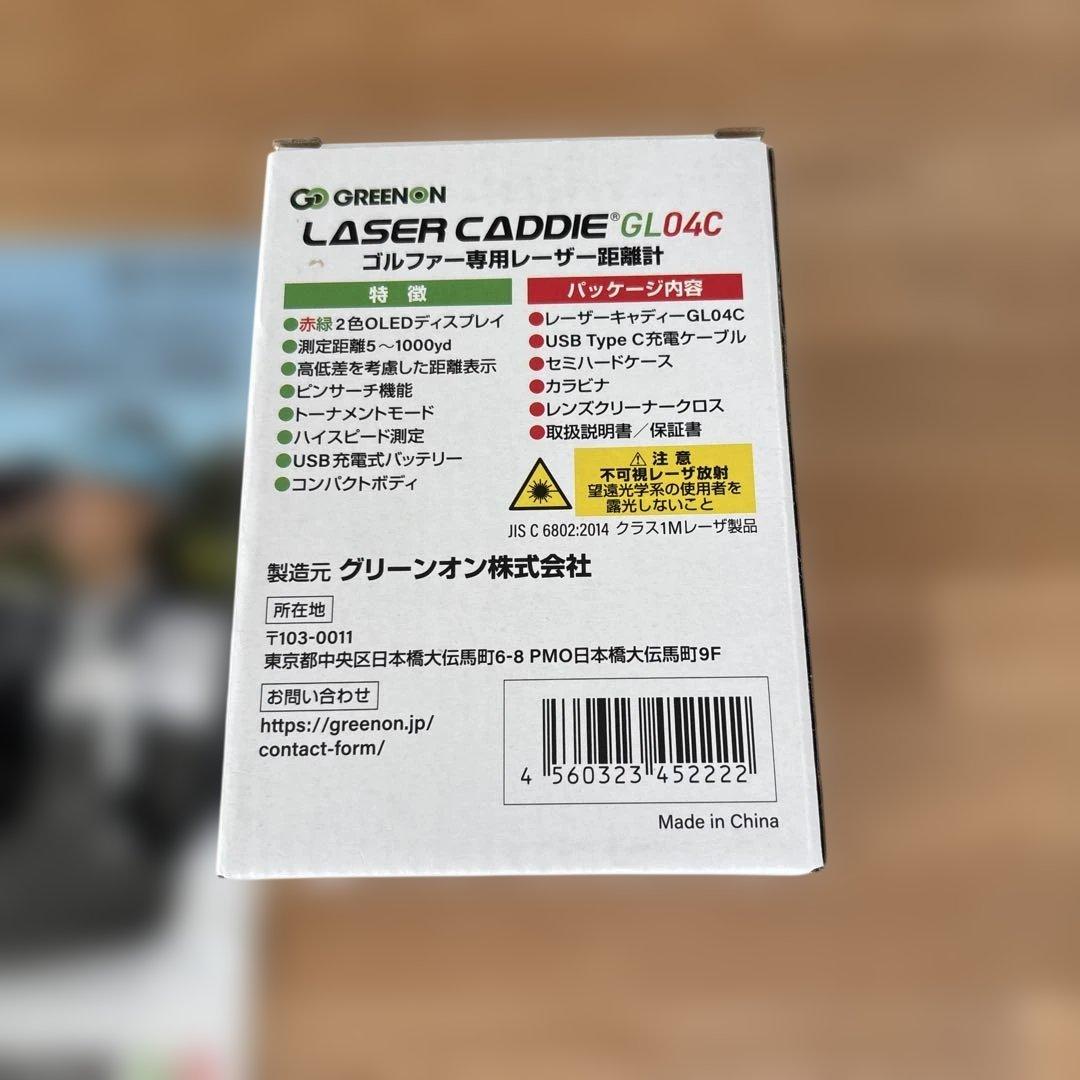 GREENON
LASER CADDIE® GL04C
ゴルファー専用レーザー距離計
特徴
●赤緑2色OLEDディスプレイ
●測定距離5〜1000yd
●高低差を考慮した距離表示
●ピンサーチ機能
●トーナメントモード
●ハイスピード測定
●USB充電式バッテリー
●コンパクトボディ
パッケージ内容
●レーザーキャディーGL04C
●USB Type C充電ケーブル
●セミハードケース
●カラビナ
●レンズクリーナークロス
●取扱説明書／保証書
⚠注意
不可視レーザ放射
望遠光学系の使用者を
露光しないこと
JIS C 6802:2014 クラス1Mレーザ製品
製造元 グリーンオン株式会社
所在地
〒103-0011
東京都中央区日本橋大伝馬町6-8 PMO日本橋大伝馬町9F
お問い合わせ
https://greenon.jp/
contact-form/
4 560323 452222
Made in China